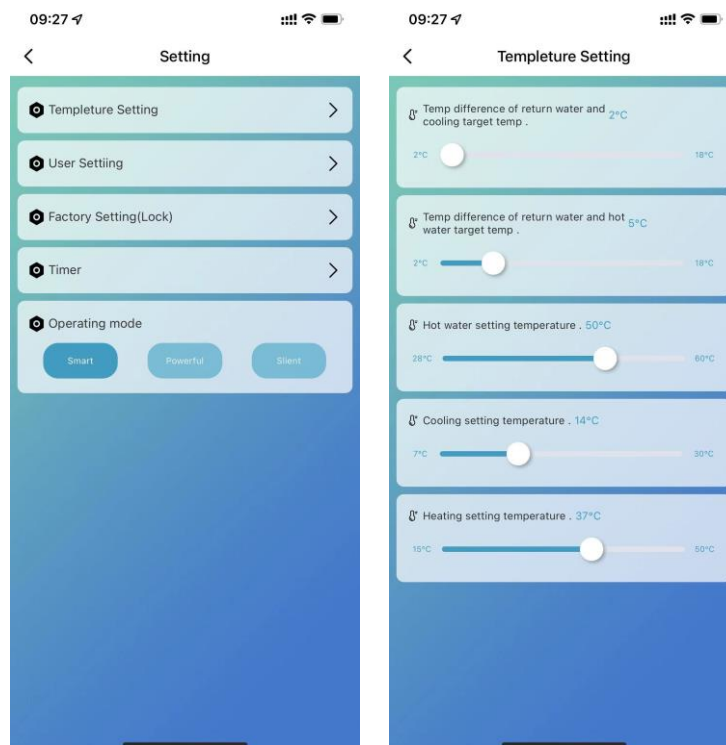 09:27
Setting
Templeture Setting
User Settiing
Factory Setting(Lock)
Timer
Operating mode
Smart
Powerful
Slient
09:27
Templeture Setting
Temp difference of return water and
cooling target temp .
2°C
2°C
18°C
Temp difference of return water and hot
water target temp .
5°C
2°C
18°C
Hot water setting temperature . 50°C
28°C
60°C
Cooling setting temperature . 14°C
7°C
30°C
Heating setting temperature . 37°C
15°C
50°C